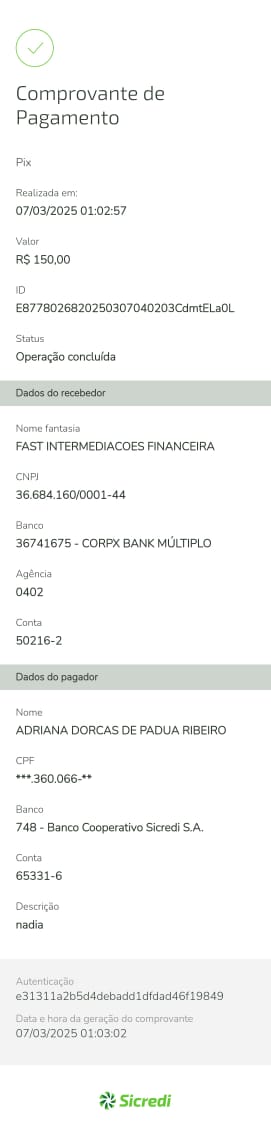 Comprovante de
Pagamento
Pix
Realizada em:
07/03/2025 01:02:57
Valor
R$ 150,00
ID
E8778026820250307040203CdmtELa0L
Status
Operação concluída
Dados do recebedor
Nome fantasia
FAST INTERMEDIACOES FINANCEIRA
CNPJ
36.684.160/0001-44
Banco
36741675 - CORPX BANK MÚLTIPLO
Agência
0402
Conta
50216-2
Dados do pagador
Nome
ADRIANA DORCAS DE PADUA RIBEIRO
CPF
***.360.066-**
Banco
748 - Banco Cooperativo Sicredi S.A.
Conta
65331-6
Descrição
nadia
Autenticação
e31311a2b5d4debadd1dfdad46f19849
Data e hora da geração do comprovante
07/03/2025 01:03:02
Sicredi